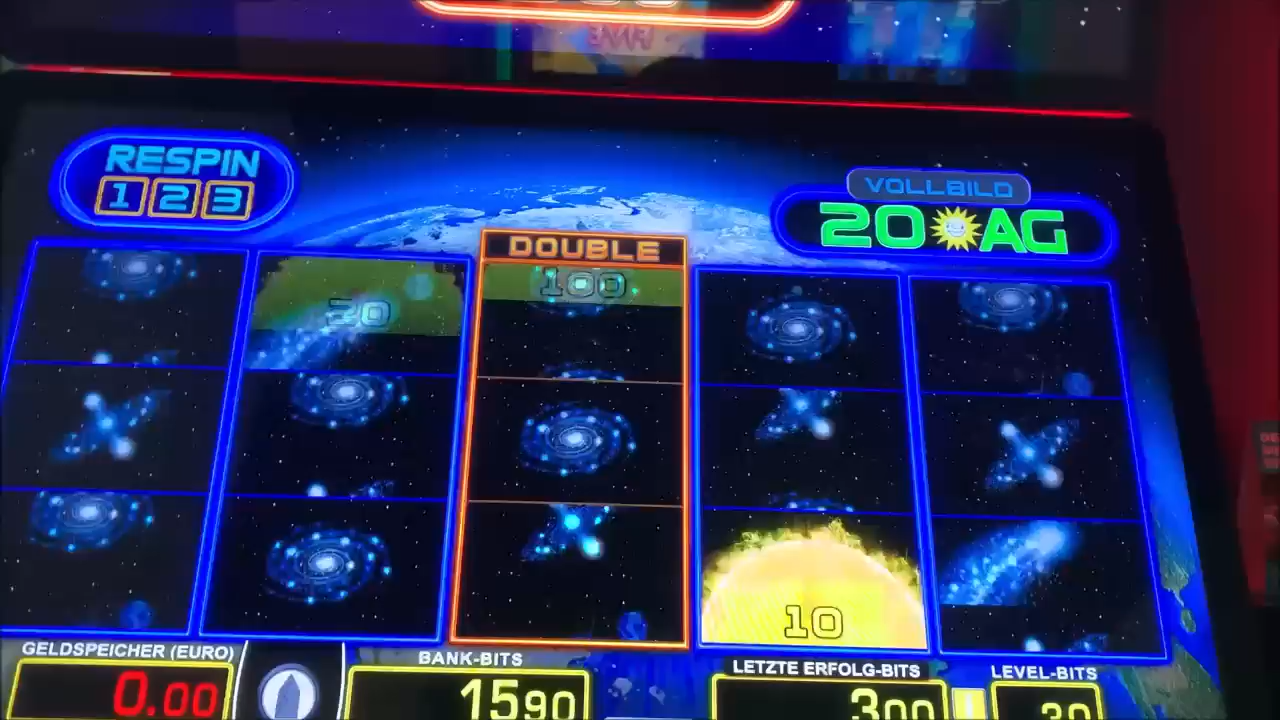 RESPIN
1 2 3
VOLLBILD
20 AG
DOUBLE
100
20
10
GELDSPEICHER (EURO)
0.00
BANK-BITS
1590
LETZTE ERFOLG-BITS
300
LEVEL-BITS
30